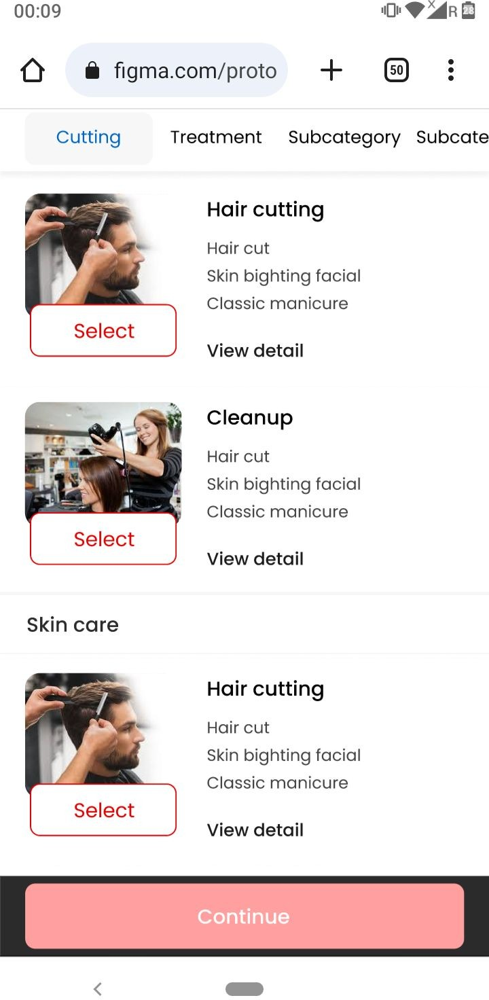 00:09
X
R
28
figma.com/proto
50
Cutting Treatment Subcategory Subcate
Hair cutting
Hair cut
Skin bighting facial
Classic manicure
Select
View detail
Cleanup
Hair cut
Skin bighting facial
Classic manicure
Select
View detail
Skin care
Hair cutting
Hair cut
Skin bighting facial
Classic manicure
Select
View detail
Continue